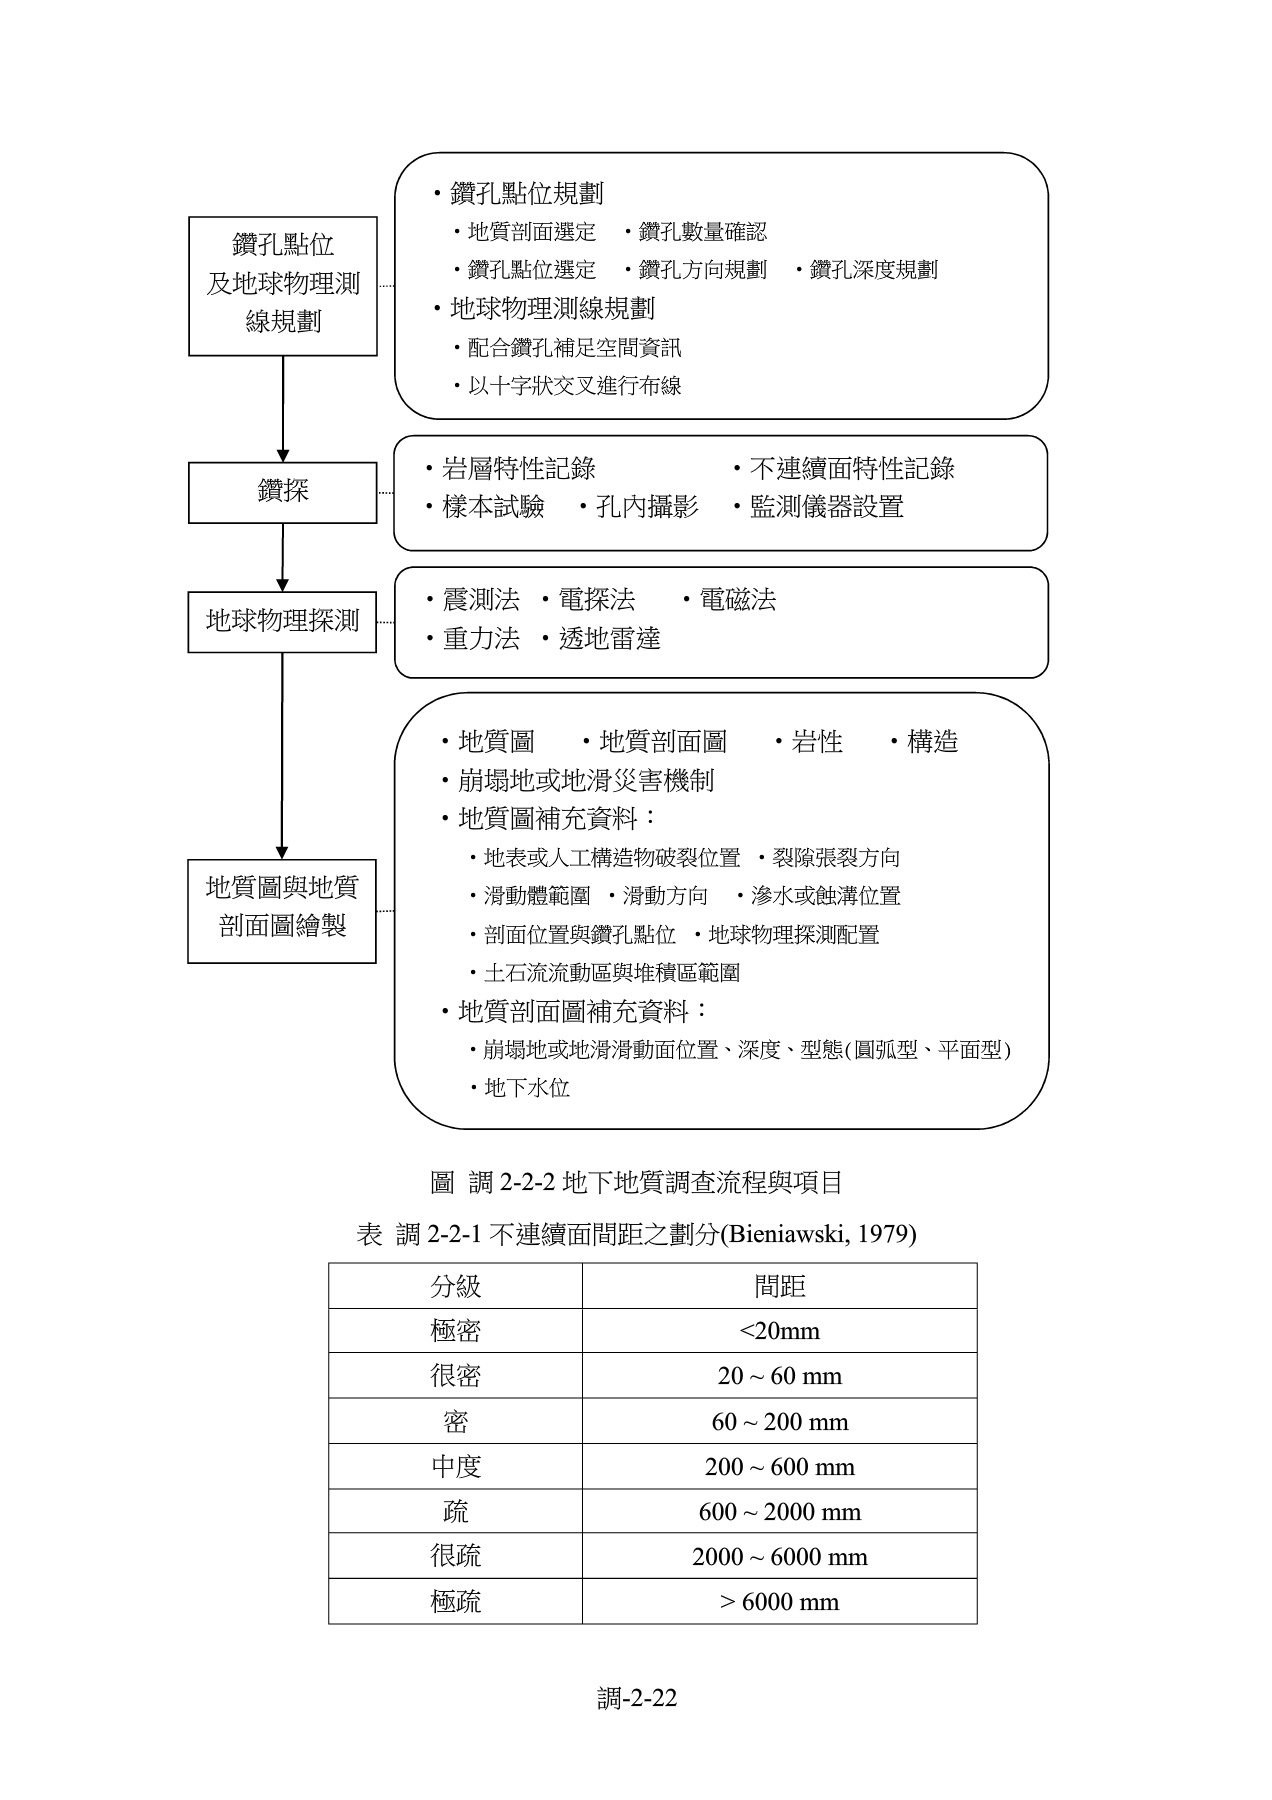 鑽孔點位
及地球物理測
線規劃
・鑽孔點位規劃
・地質剖面選定 ・鑽孔數量確認
・鑽孔點位選定 ・鑽孔方向規劃 ・鑽孔深度規劃
・地球物理測線規劃
・配合鑽孔補足空間資訊
・以十字狀交叉進行布線
鑽探
・岩層特性記錄 ・不連續面特性記錄
・樣本試驗 ・孔內攝影 ・監測儀器設置
地球物理探測
・震測法 ・電探法 ・電磁法
・重力法 ・透地雷達
地質圖與地質
剖面圖繪製
・地質圖 ・地質剖面圖 ・岩性 ・構造
・崩塌地或地滑災害機制
・地質圖補充資料：
・地表或人工構造物破裂位置 ・裂隙張裂方向
・滑動體範圍 ・滑動方向 ・滲水或蝕溝位置
・剖面位置與鑽孔點位 ・地球物理探測配置
・土石流流動區與堆積區範圍
・地質剖面圖補充資料：
・崩塌地或地滑滑動面位置、深度、型態(圓弧型、平面型)
・地下水位
圖 調 2-2-2 地下地質調查流程與項目
表 調 2-2-1 不連續面間距之劃分(Bieniawski, 1979)
分級 間距
極密 <20mm
很密 20 ~ 60 mm
密 60 ~ 200 mm
中度 200 ~ 600 mm
疏 600 ~ 2000 mm
很疏 2000 ~ 6000 mm
極疏 > 6000 mm
調-2-22